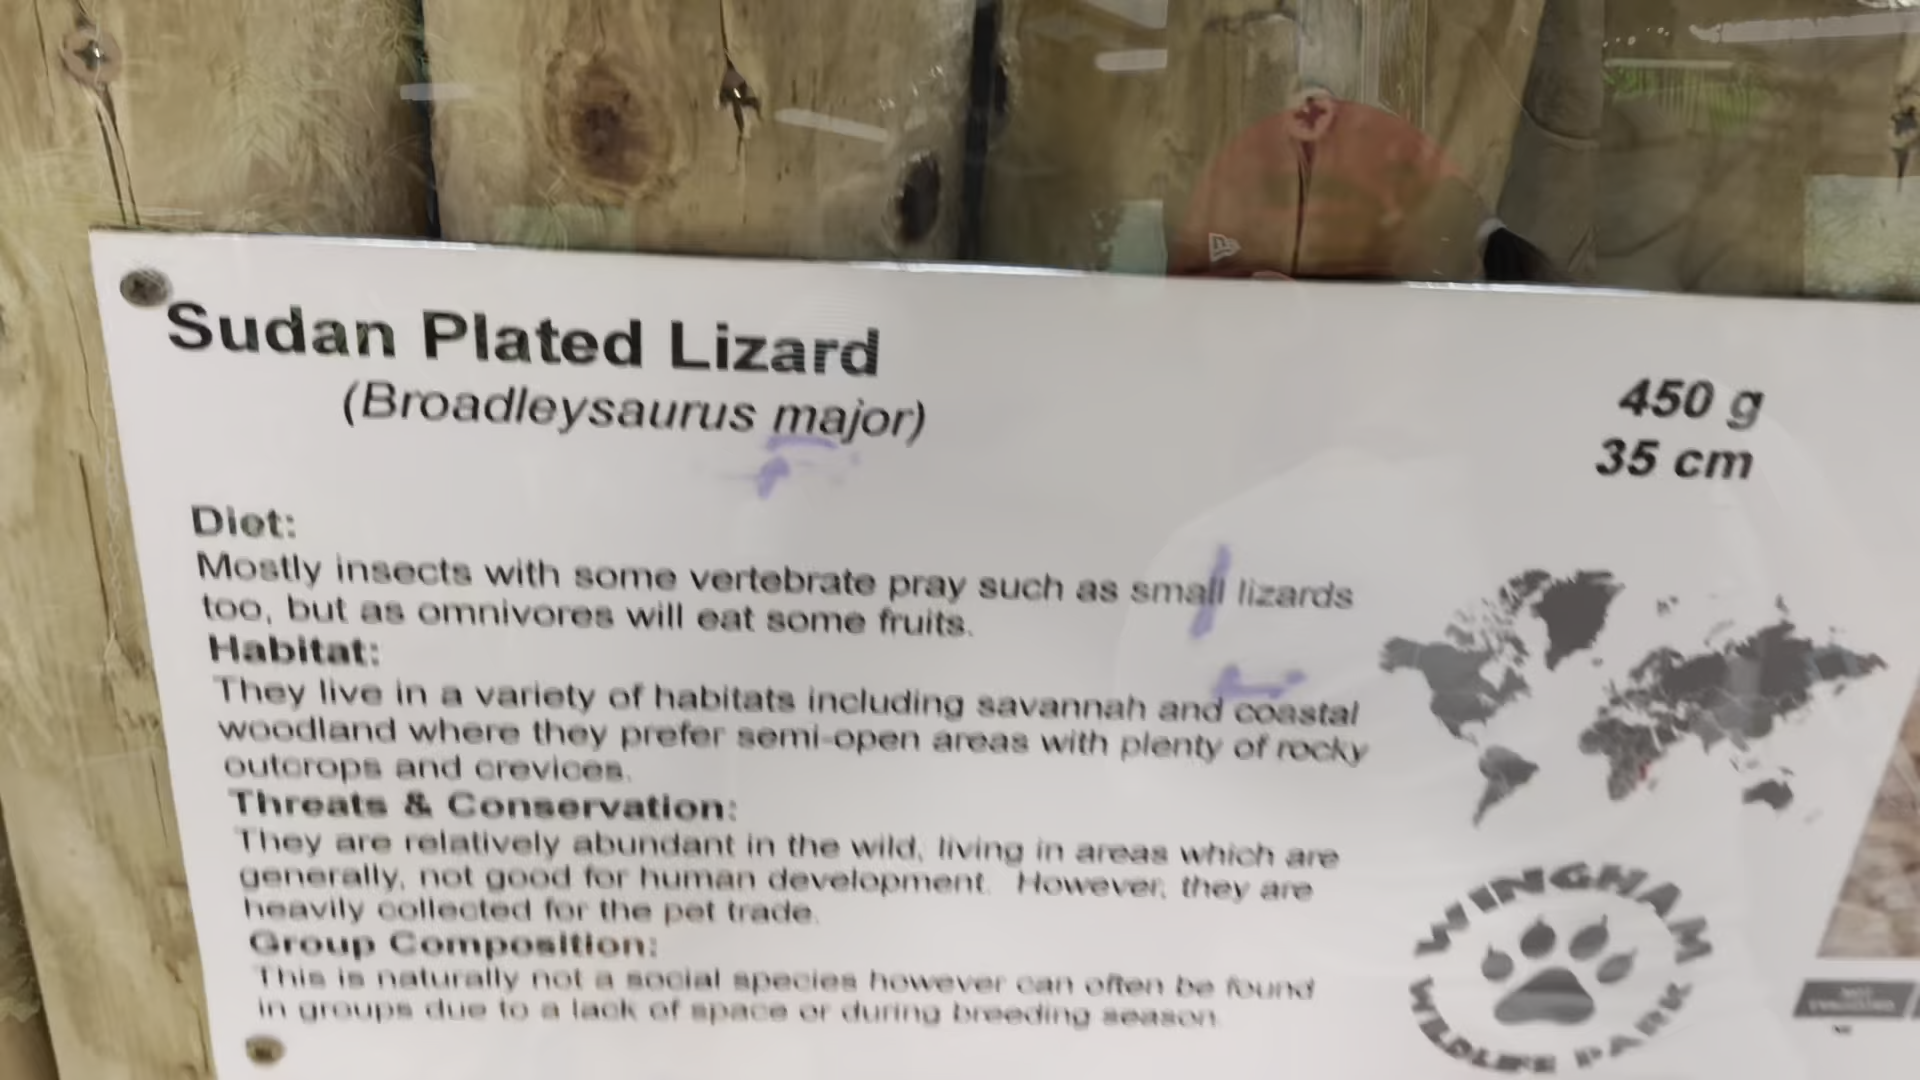 Sudan Plated Lizard
(Broadleysaurus major)
450 g
35 cm
Diet:
Mostly insects with some vertebrate pray such as small lizards
too, but as omnivores will eat some fruits.
Habitat:
They live in a variety of habitats including savannah and coastal
woodland where they prefer semi-open areas with plenty of rocky
outcrops and crevices.
Threats & Conservation:
They are relatively abundant in the wild, living in areas which are
generally, not good for human development. However, they are
heavily collected for the pet trade.
Group Composition:
This is naturally not a social species however can often be found
in groups due to a lack of space or during breeding season.
WINGHAM
WILDLIFE PARK